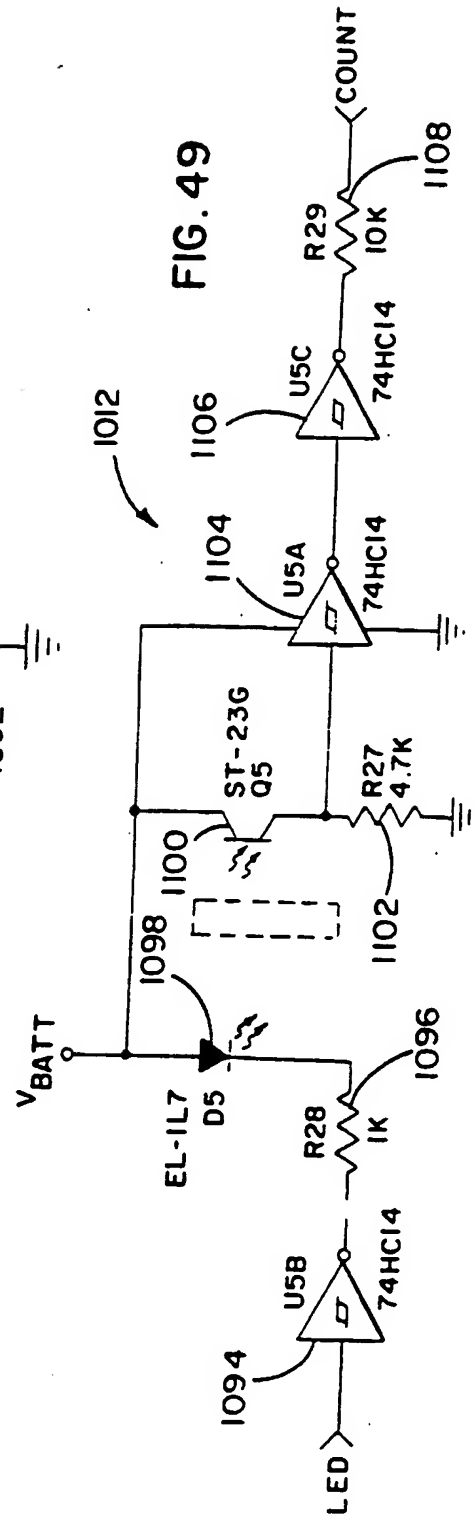 FIG. 49
1012
VBATT
EL-1L7
D5
1098
1100
ST-23G
Q5
R27
4.7K
1102
1104
U5A
74HC14
1106
U5C
74HC14
R29
10K
1108
COUNT
LED
1094
U5B
74HC14
R28
1K
1096